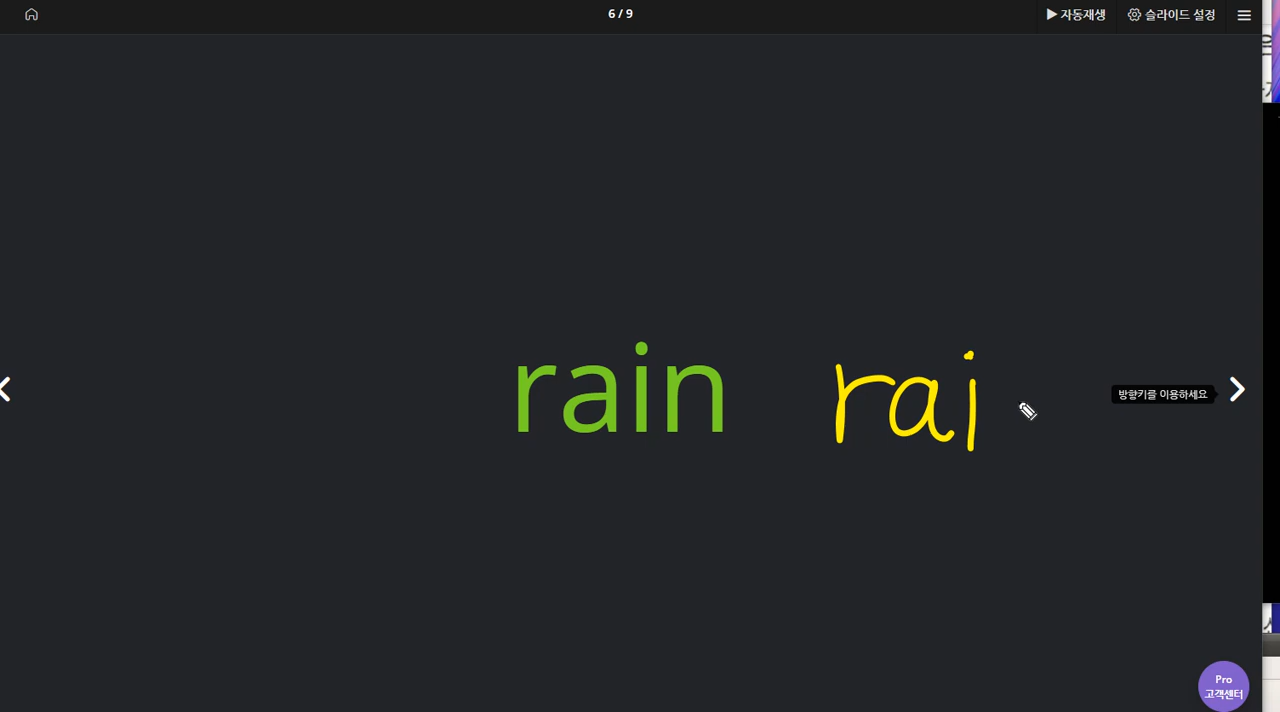 6 / 9
▶ 자동재생
슬라이드 설정
rain
rai
방향키를 이용하세요
Pro
고객센터